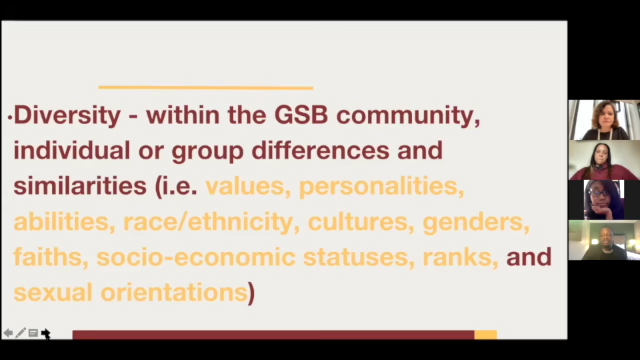 •Diversity - within the GSB community,
individual or group differences and
similarities (i.e. values, personalities,
abilities, race/ethnicity, cultures, genders,
faiths, socio-economic statuses, ranks, and
sexual orientations)